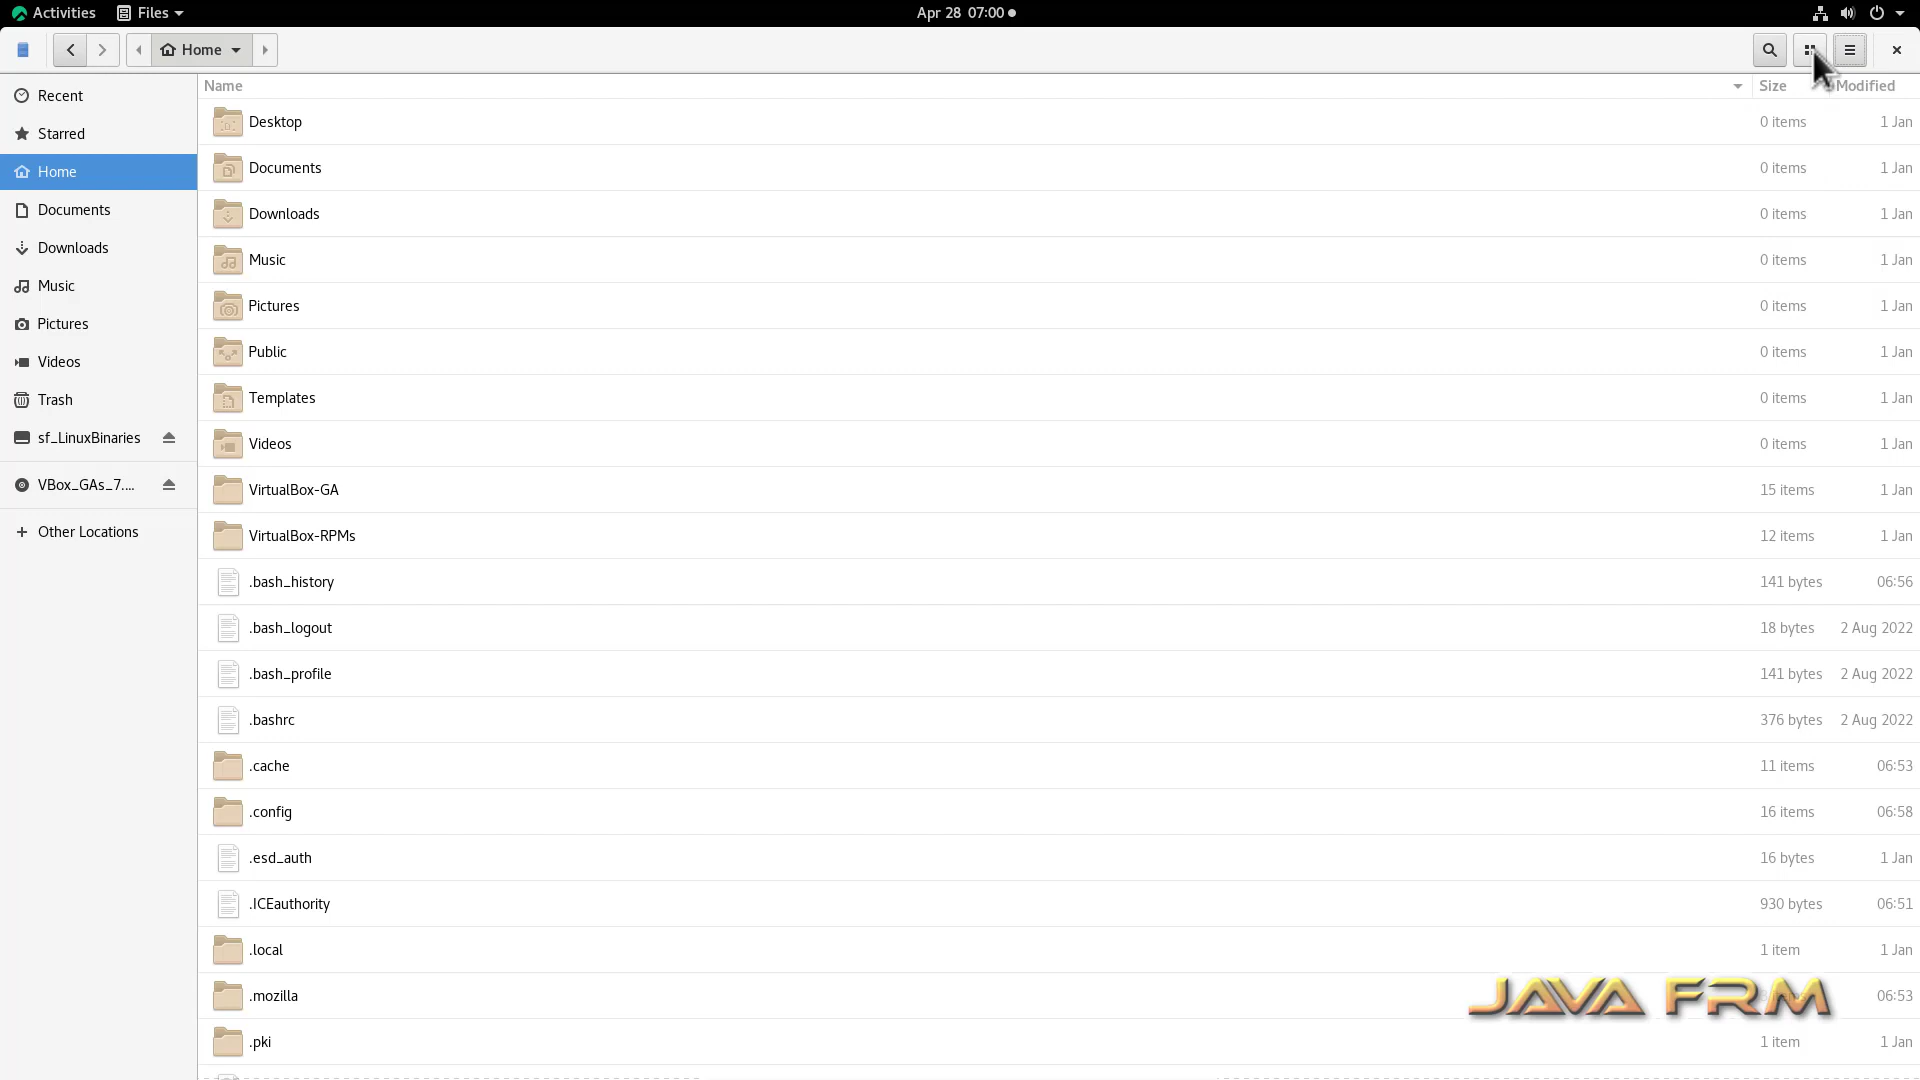 Activities Files Apr 28 07:00
Home
Name Size Modified
Recent
Starred
Home
Documents
Downloads
Music
Pictures
Videos
Trash
sf_LinuxBinaries
VBox_GAs_7....
Other Locations
Desktop 0 items 1 Jan
Documents 0 items 1 Jan
Downloads 0 items 1 Jan
Music 0 items 1 Jan
Pictures 0 items 1 Jan
Public 0 items 1 Jan
Templates 0 items 1 Jan
Videos 0 items 1 Jan
VirtualBox-GA 15 items 1 Jan
VirtualBox-RPMs 12 items 1 Jan
.bash_history 141 bytes 06:56
.bash_logout 18 bytes 2 Aug 2022
.bash_profile 141 bytes 2 Aug 2022
.bashrc 376 bytes 2 Aug 2022
.cache 11 items 06:53
.config 16 items 06:58
.esd_auth 16 bytes 1 Jan
.ICEauthority 930 bytes 06:51
.local 1 item 1 Jan
.mozilla 06:53
JAVA FRM
.pki 1 item 1 Jan